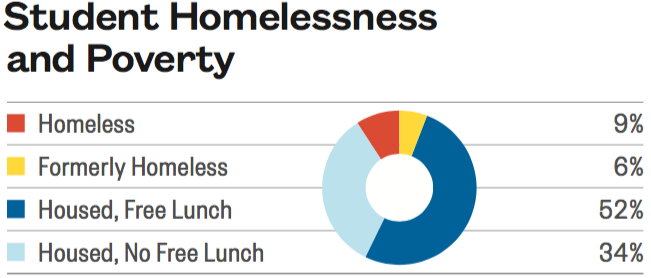 Student Homelessness
and Poverty
Homeless 9%
Formerly Homeless 6%
Housed, Free Lunch 52%
Housed, No Free Lunch 34%